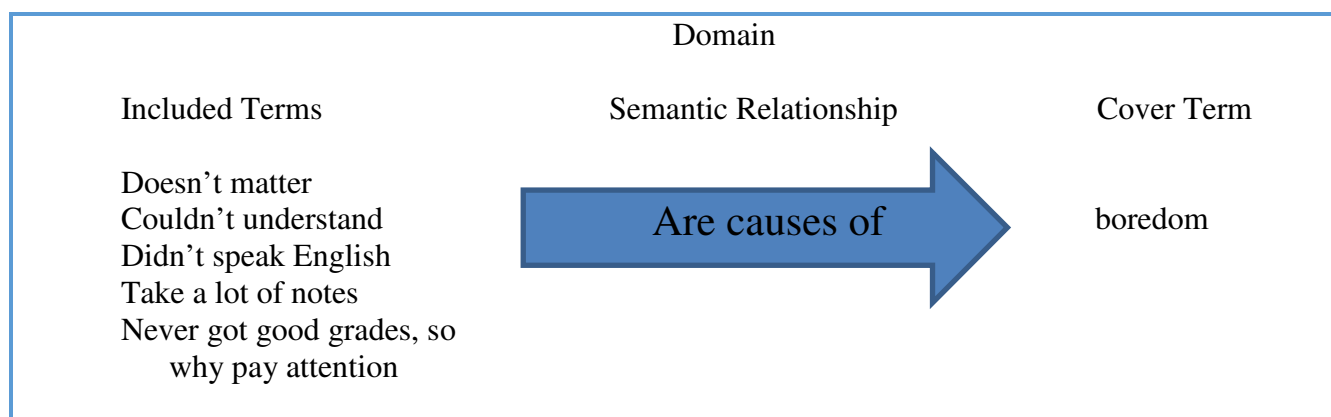 Domain
Included Terms
Semantic Relationship
Cover Term
Doesn't matter
Couldn't understand
Didn't speak English
Take a lot of notes
Never got good grades, so
why pay attention
Are causes of
boredom